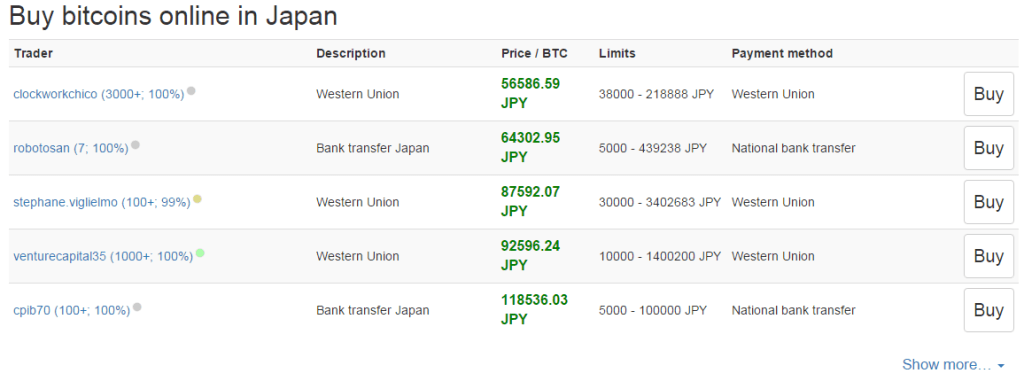 Buy bitcoins online in Japan
Trader Description Price / BTC Limits Payment method
clockworkchico (3000+; 100%) Western Union 56586.59 JPY 38000 - 218888 JPY Western Union Buy
robotosan (7; 100%) Bank transfer Japan 64302.95 JPY 5000 - 439238 JPY National bank transfer Buy
stephane.viglielmo (100+; 99%) Western Union 87592.07 JPY 30000 - 3402683 JPY Western Union Buy
venturecapital35 (1000+; 100%) Western Union 92596.24 JPY 10000 - 1400200 JPY Western Union Buy
cpib70 (100+; 100%) Bank transfer Japan 118536.03 JPY 5000 - 100000 JPY National bank transfer Buy
Show more...